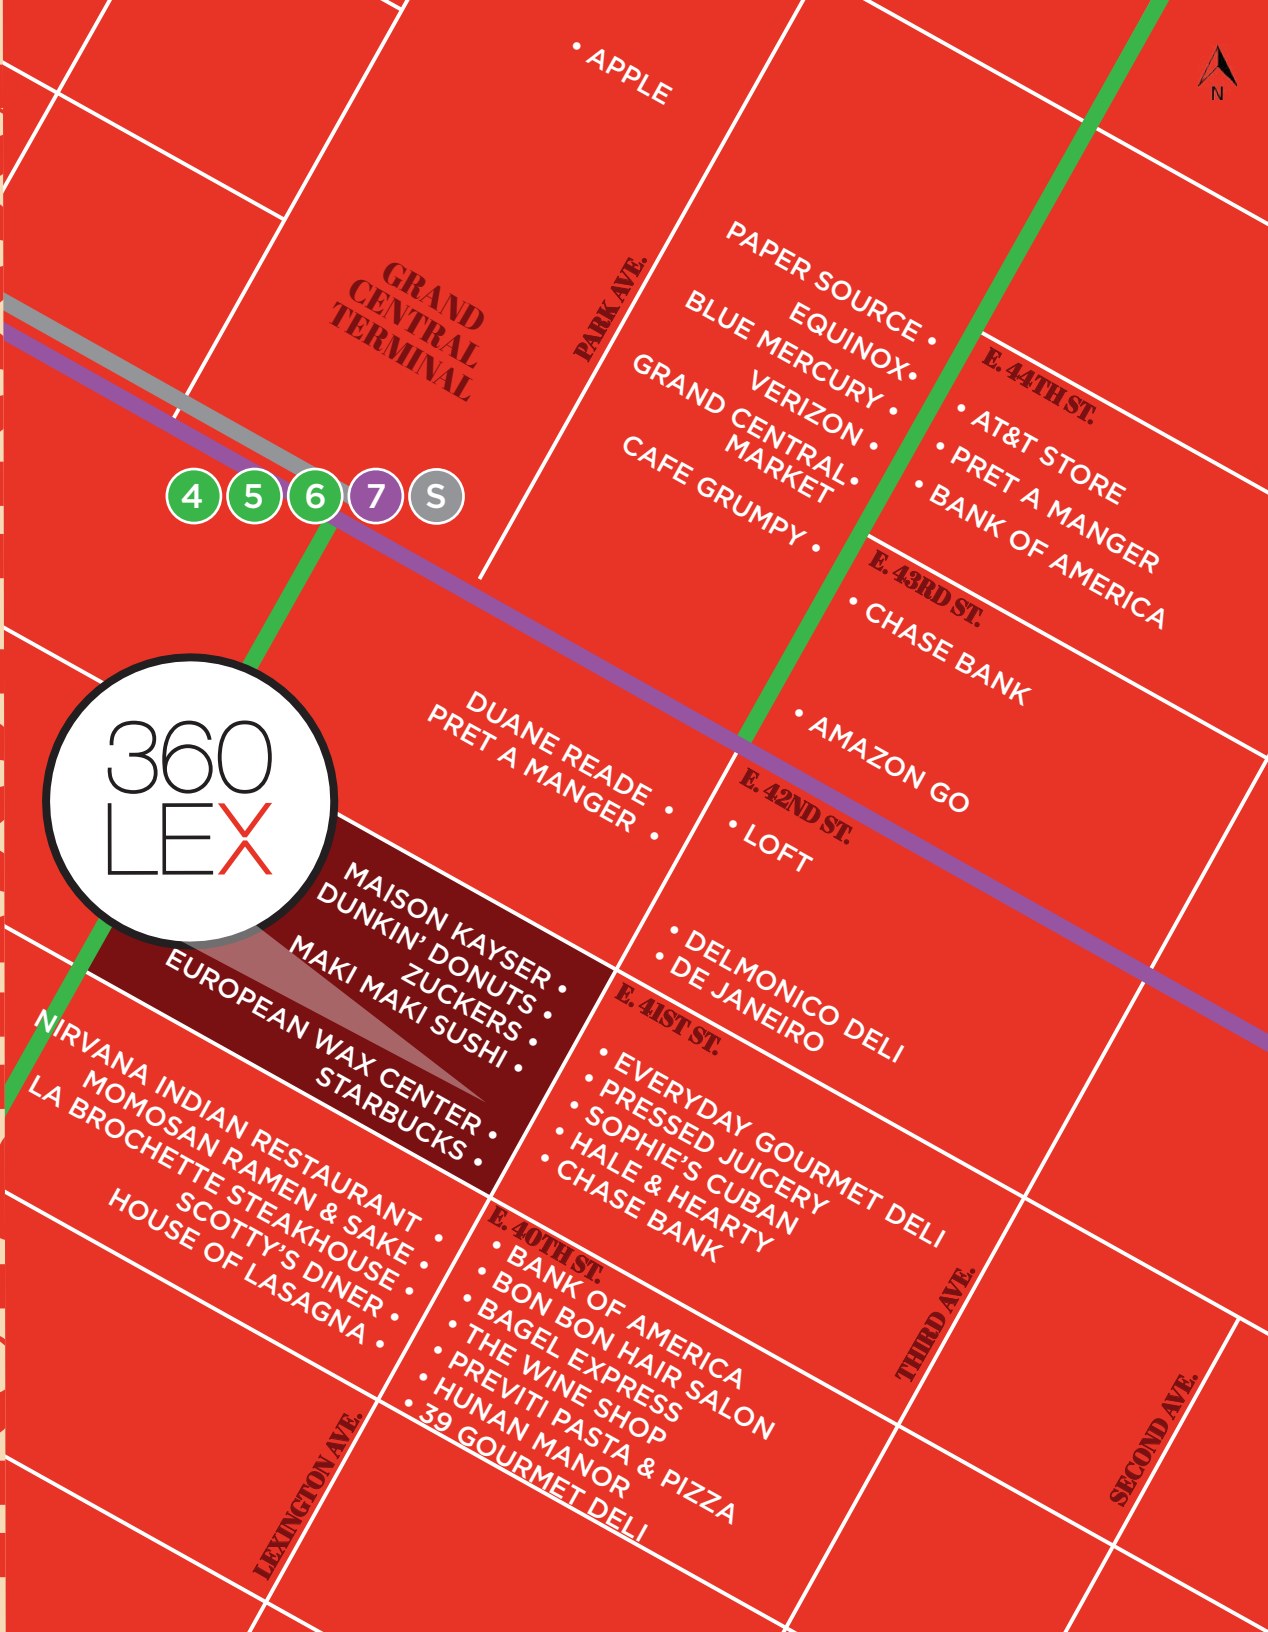 • APPLE
N
GRAND
CENTRAL
TERMINAL
PARK AVE.
PAPER SOURCE •
EQUINOX•
BLUE MERCURY •
VERIZON •
GRAND CENTRAL•
MARKET
CAFE GRUMPY •
E. 44TH ST.
• AT&T STORE
• PRET A MANGER
• BANK OF AMERICA
4 5 6 7 S
E. 43RD ST.
• CHASE BANK
• AMAZON GO
DUANE READE •
PRET A MANGER •
E. 42ND ST.
• LOFT
• DELMONICO DELI
• DE JANEIRO
360
LEX
MAISON KAYSER •
DUNKIN' DONUTS •
ZUCKERS •
MAKI MAKI SUSHI •
EUROPEAN WAX CENTER •
STARBUCKS •
E. 41ST ST.
• EVERYDAY GOURMET DELI
• PRESSED JUICERY
• SOPHIE'S CUBAN
• HALE & HEARTY
• CHASE BANK
NIRVANA INDIAN RESTAURANT •
MOMOSAN RAMEN & SAKE •
LA BROCHETTE STEAKHOUSE •
SCOTTY'S DINER •
HOUSE OF LASAGNA •
E. 40TH ST.
• BANK OF AMERICA
• BON BON HAIR SALON
• BAGEL EXPRESS
• THE WINE SHOP
• PREVITI PASTA & PIZZA
• HUNAN MANOR
• 39 GOURMET DELI
LEXINGTON AVE.
THIRD AVE.
SECOND AVE.